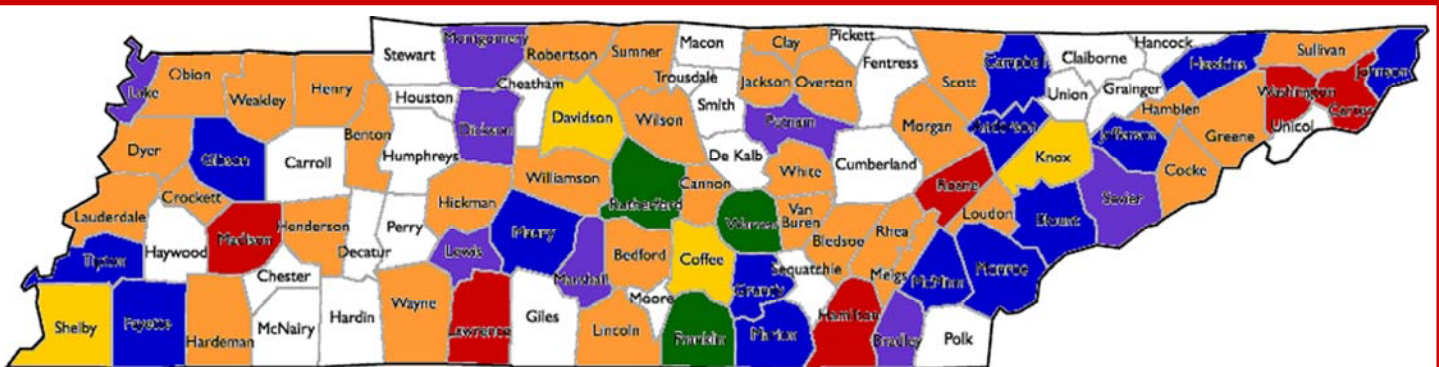 Stewart
Montgomery
Robertson
Sumner
Macon
Clay
Pickett
Fentress
Scott
Campbell
Claiborne
Hancock
Hawkins
Sullivan
Johnson
Lake
Obion
Weakley
Henry
Houston
Cheatham
Trousdale
Jackson
Overton
Union
Grainger
Hamblen
Washington
Carter
Unicoi
Dyer
Gibson
Carroll
Benton
Humphreys
Dickson
Davidson
Wilson
Smith
Putnam
Morgan
Anderson
Knox
Jefferson
Greene
Cocke
Crockett
Lauderdale
Madison
Henderson
Hickman
Williamson
Rutherford
Cannon
De Kalb
White
Cumberland
Roane
Loudon
Blount
Sevier
Tipton
Haywood
Chester
Decatur
Perry
Lewis
Maury
Marshall
Bedford
Coffee
Warren
Van
Buren
Bledsoe
Rhea
Sequatchie
Meigs
McMinn
Monroe
Shelby
Fayette
Hardeman
McNairy
Hardin
Wayne
Lawrence
Giles
Lincoln
Moore
Franklin
Grundy
Marion
Hamilton
Bradley
Polk